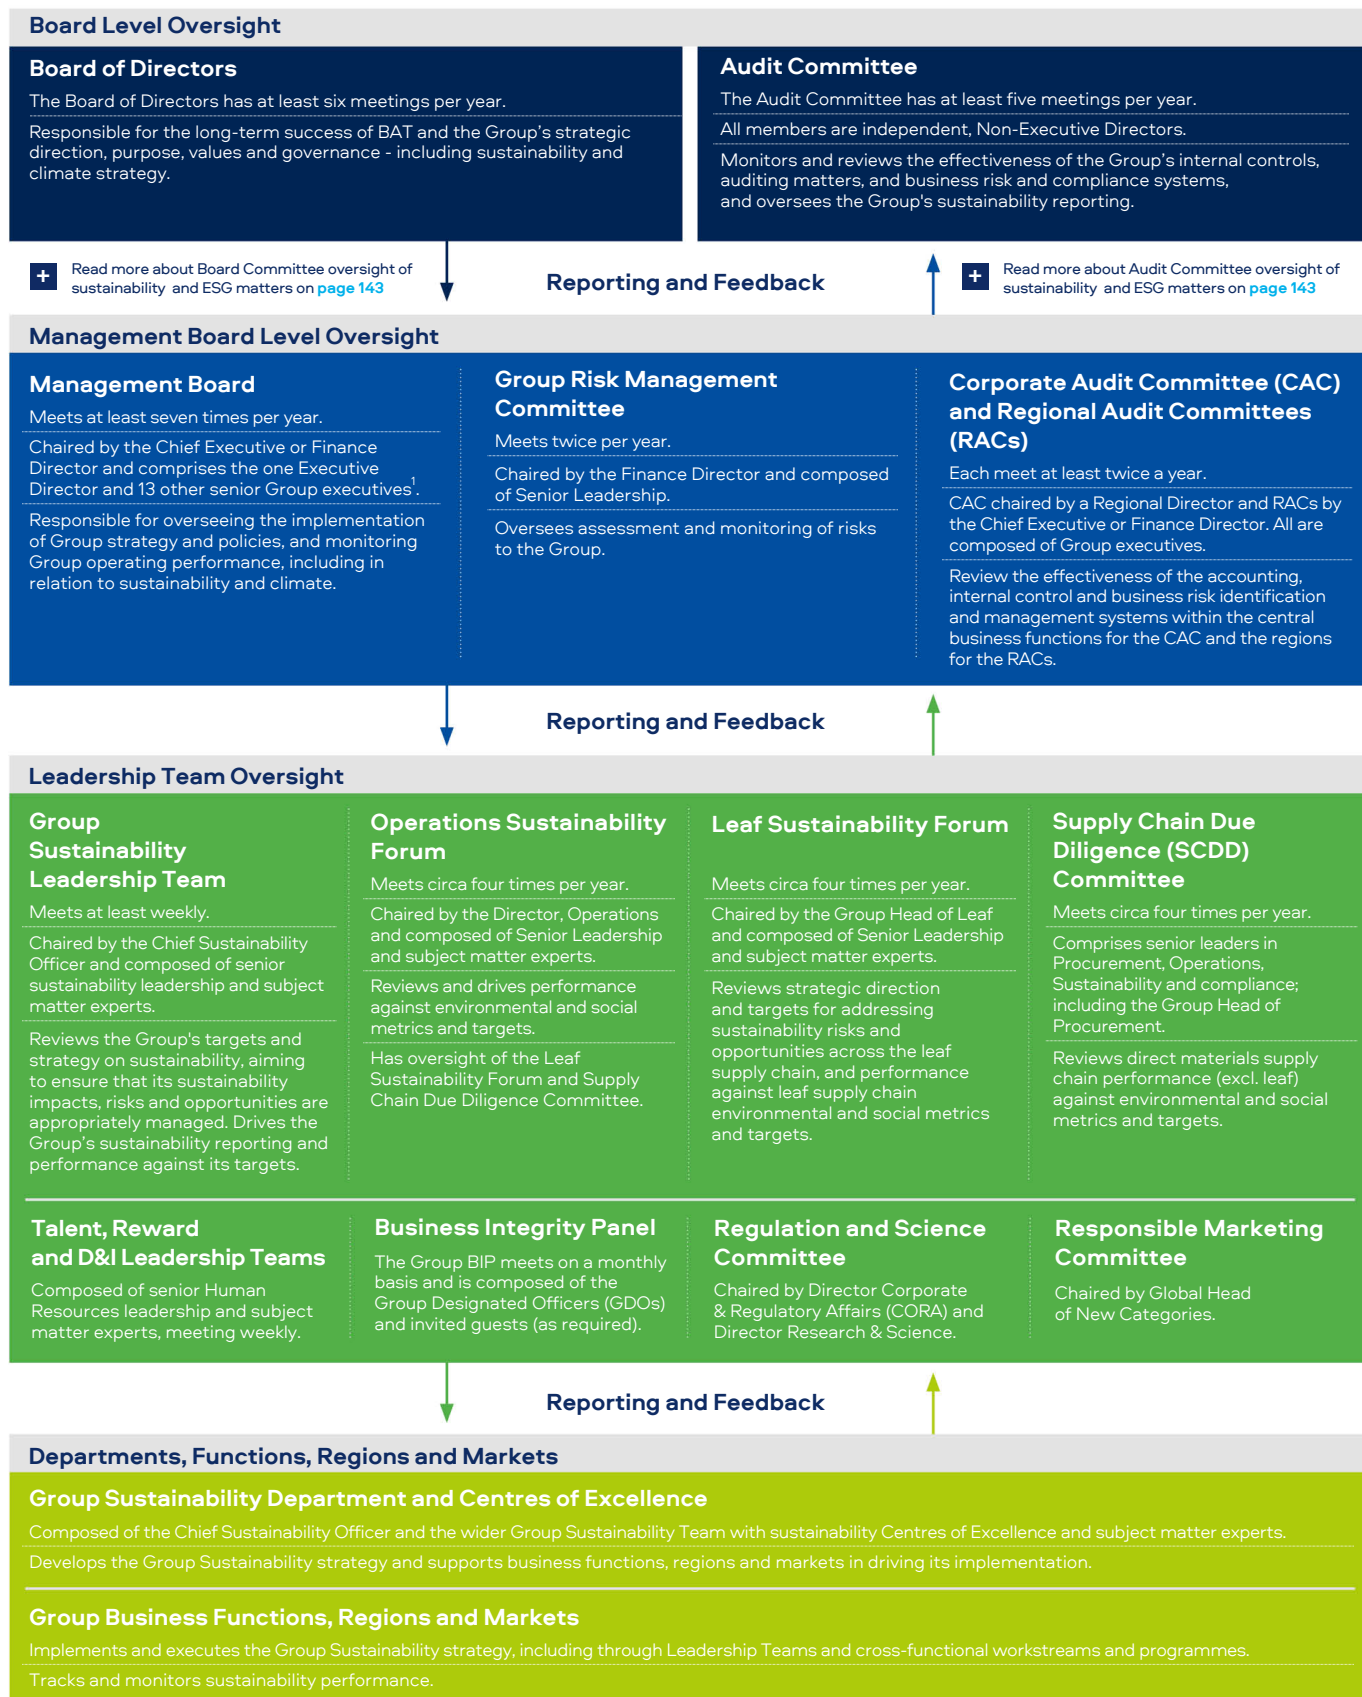 Board Level Oversight
Board of Directors
The Board of Directors has at least six meetings per year.
Responsible for the long-term success of BAT and the Group's strategic
direction, purpose, values and governance - including sustainability and
climate strategy.
Audit Committee
The Audit Committee has at least five meetings per year.
All members are independent, Non-Executive Directors.
Monitors and reviews the effectiveness of the Group's internal controls,
auditing matters, and business risk and compliance systems,
and oversees the Group's sustainability reporting.
+ Read more about Board Committee oversight of
sustainability and ESG matters on page 143
Reporting and Feedback
+ Read more about Audit Committee oversight of
sustainability and ESG matters on page 143
Management Board Level Oversight
Management Board
Meets at least seven times per year.
Chaired by the Chief Executive or Finance
Director and comprises the one Executive
Director and 13 other senior Group executives¹.
Responsible for overseeing the implementation
of Group strategy and policies, and monitoring
Group operating performance, including in
relation to sustainability and climate.
Group Risk Management
Committee
Meets twice per year.
Chaired by the Finance Director and composed
of Senior Leadership.
Oversees assessment and monitoring of risks
to the Group.
Corporate Audit Committee (CAC)
and Regional Audit Committees
(RACs)
Each meet at least twice a year.
CAC chaired by a Regional Director and RACs by
the Chief Executive or Finance Director. All are
composed of Group executives.
Review the effectiveness of the accounting,
internal control and business risk identification
and management systems within the central
business functions for the CAC and the regions
for the RACs.
Reporting and Feedback
Leadership Team Oversight
Group
Sustainability
Leadership Team
Meets at least weekly.
Chaired by the Chief Sustainability
Officer and composed of senior
sustainability leadership and subject
matter experts.
Reviews the Group's targets and
strategy on sustainability, aiming
to ensure that its sustainability
impacts, risks and opportunities are
appropriately managed. Drives the
Group's sustainability reporting and
performance against its targets.
Operations Sustainability
Forum
Meets circa four times per year.
Chaired by the Director, Operations
and composed of Senior Leadership
and subject matter experts.
Reviews and drives performance
against environmental and social
metrics and targets.
Has oversight of the Leaf
Sustainability Forum and Supply
Chain Due Diligence Committee.
Leaf Sustainability Forum
Meets circa four times per year.
Chaired by the Group Head of Leaf
and composed of Senior Leadership
and subject matter experts.
Reviews strategic direction
and targets for addressing
sustainability risks and
opportunities across the leaf
supply chain, and performance
against leaf supply chain
environmental and social metrics
and targets.
Supply Chain Due
Diligence (SCDD)
Committee
Meets circa four times per year.
Comprises senior leaders in
Procurement, Operations,
Sustainability and compliance;
including the Group Head of
Procurement.
Reviews direct materials supply
chain performance (excl. leaf)
against environmental and social
metrics and targets.
Talent, Reward
and D&I Leadership Teams
Composed of senior Human
Resources leadership and subject
matter experts, meeting weekly.
Business Integrity Panel
The Group BIP meets on a monthly
basis and is composed of the
Group Designated Officers (GDOs)
and invited guests (as required).
Regulation and Science
Committee
Chaired by Director Corporate
& Regulatory Affairs (CORA) and
Director Research & Science.
Responsible Marketing
Committee
Chaired by Global Head
of New Categories.
Reporting and Feedback
Departments, Functions, Regions and Markets
Group Sustainability Department and Centres of Excellence
Composed of the Chief Sustainability Officer and the wider Group Sustainability Team with sustainability Centres of Excellence and subject matter experts.
Develops the Group Sustainability strategy and supports business functions, regions and markets in driving its implementation.
Group Business Functions, Regions and Markets
Implements and executes the Group Sustainability strategy, including through Leadership Teams and cross-functional workstreams and programmes.
Tracks and monitors sustainability performance.